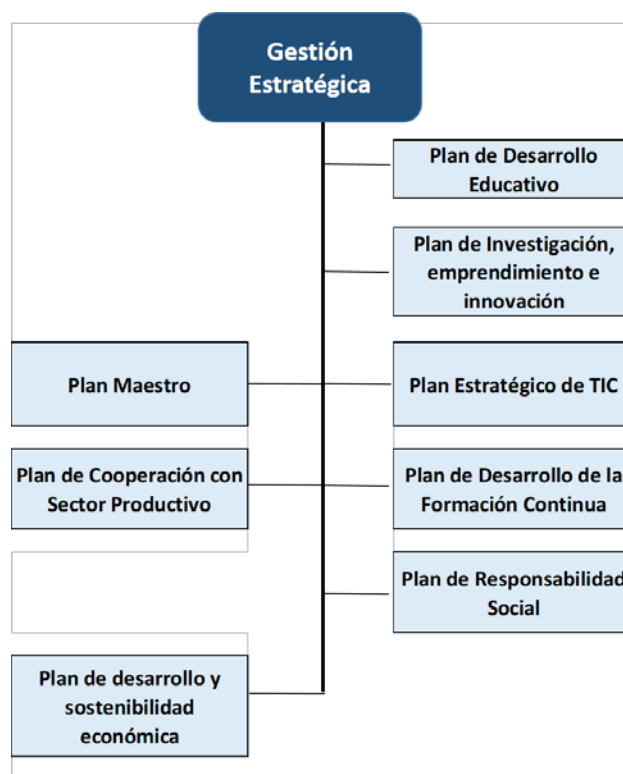 Gestión
Estratégica
Plan de Desarrollo
Educativo
Plan de Investigación,
emprendimiento e
innovación
Plan Maestro
Plan Estratégico de TIC
Plan de Cooperación con
Sector Productivo
Plan de Desarrollo de la
Formación Continua
Plan de Responsabilidad
Social
Plan de desarrollo y
sostenibilidad
económica